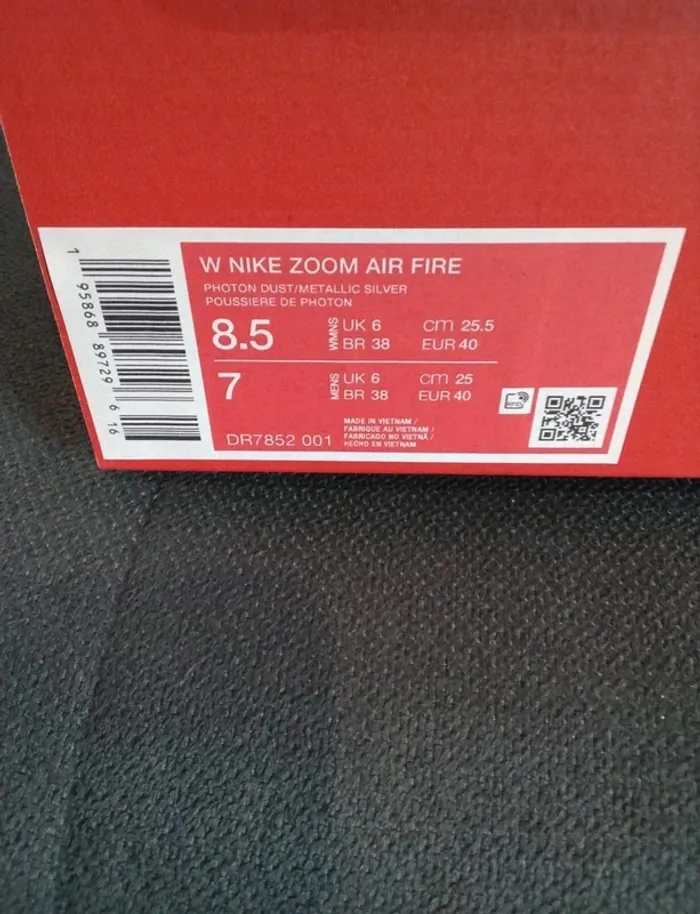 W NIKE ZOOM AIR FIRE
PHOTON DUST/METALLIC SILVER
POUSSIERE DE PHOTON
8.5 WMNS UK 6 cm 25.5
BR 38 EUR 40
7 MENS UK 6 cm 25
BR 38 EUR 40
DR7852 001
MADE IN VIETNAM /
FABRIQUE AU VIETNAM /
FABRICADO NO VIETNÃ /
HECHO EN VIETNAM
1 95868 89729 6 16